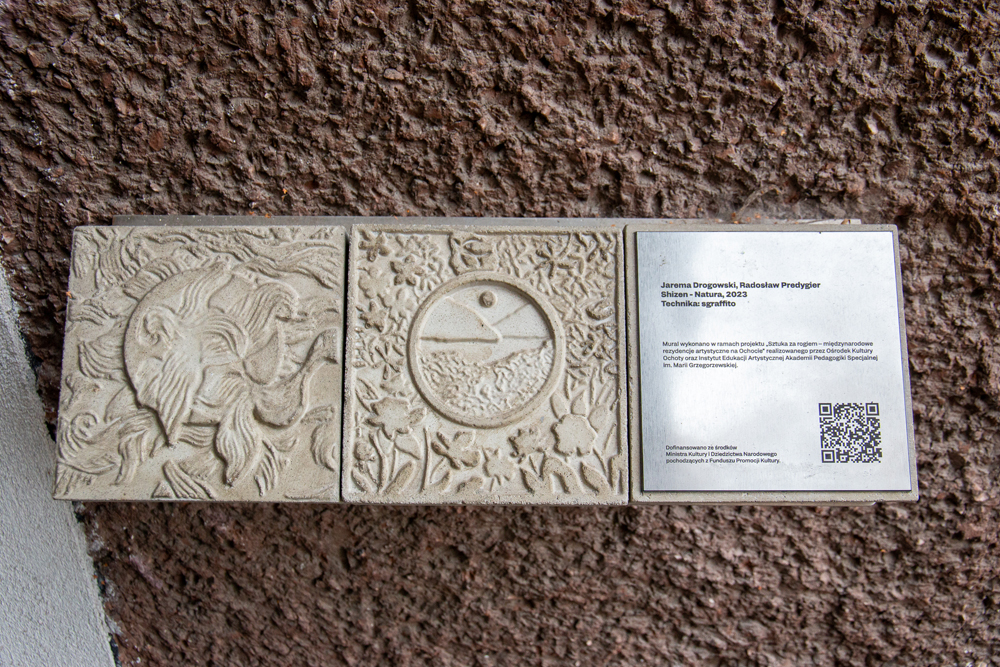 Jarema Drogowski, Radosław Predygier
Shizen - Natura, 2023
Technika: sgraffito
Mural wykonano w ramach projektu „Sztuka za rogiem – międzynarodowe
rezydencje artystyczne na Ochocie” realizowanego przez Ośrodek Kultury
Ochoty oraz Instytut Edukacji Artystycznej Akademii Pedagogiki Specjalnej
im. Marii Grzegorzewskiej.
Dofinansowano ze środków
Ministra Kultury i Dziedzictwa Narodowego
pochodzących z Funduszu Promocji Kultury.